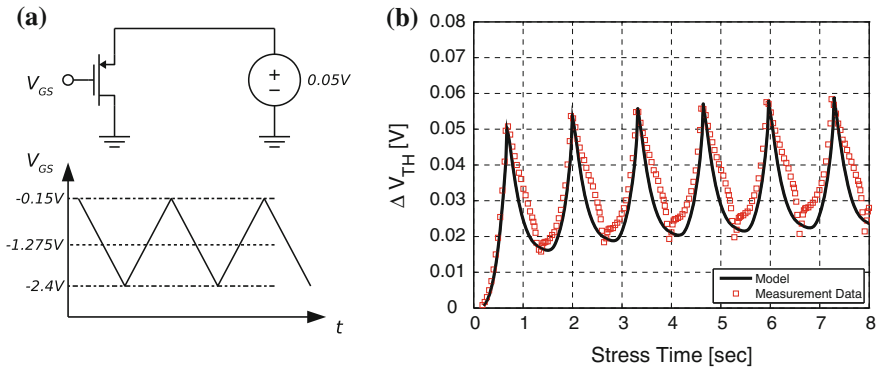 (a)
V_GS
+
−
0.05V
V_GS
-0.15V
-1.275V
-2.4V
t
(b)
0.08
0.07
0.06
0.05
0.04
0.03
0.02
0.01
0
Δ V_TH [V]
0 1 2 3 4 5 6 7 8
Stress Time [sec]
Model
Measurement Data